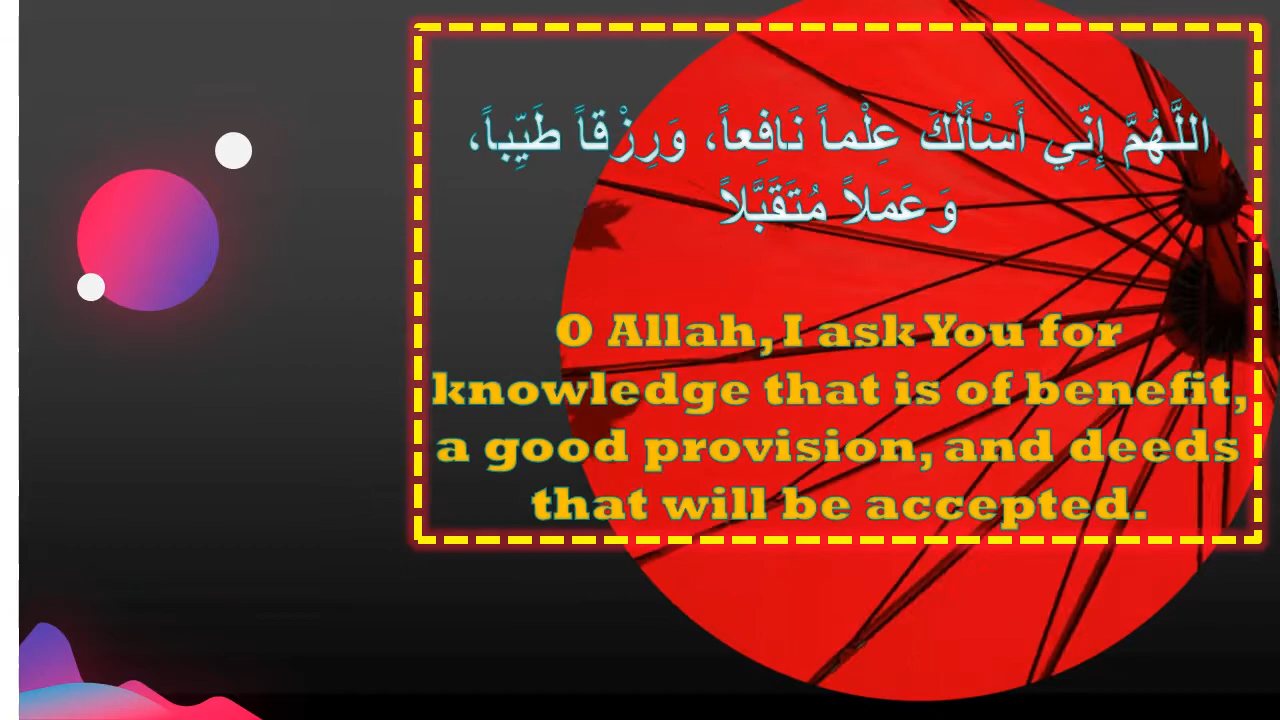 اللَّهُمَّ إِنِّي أَسْأَلُكَ عِلْماً نَافِعاً، وَرِزْقاً طَيِّباً،
وَعَمَلاً مُتَقَبَّلاً
O Allah, I ask You for
knowledge that is of benefit,
a good provision, and deeds
that will be accepted.